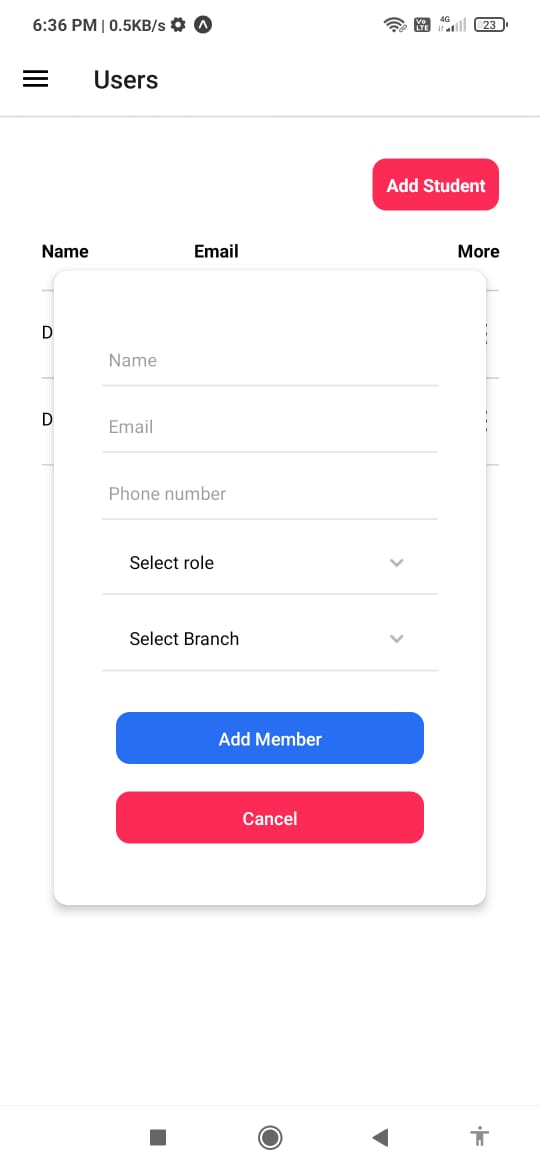 6:36 PM | 0.5KB/s
Vo LTE 4G 23
Users
Add Student
Name Email More
D
Name
Email
D
Phone number
Select role
Select Branch
Add Member
Cancel